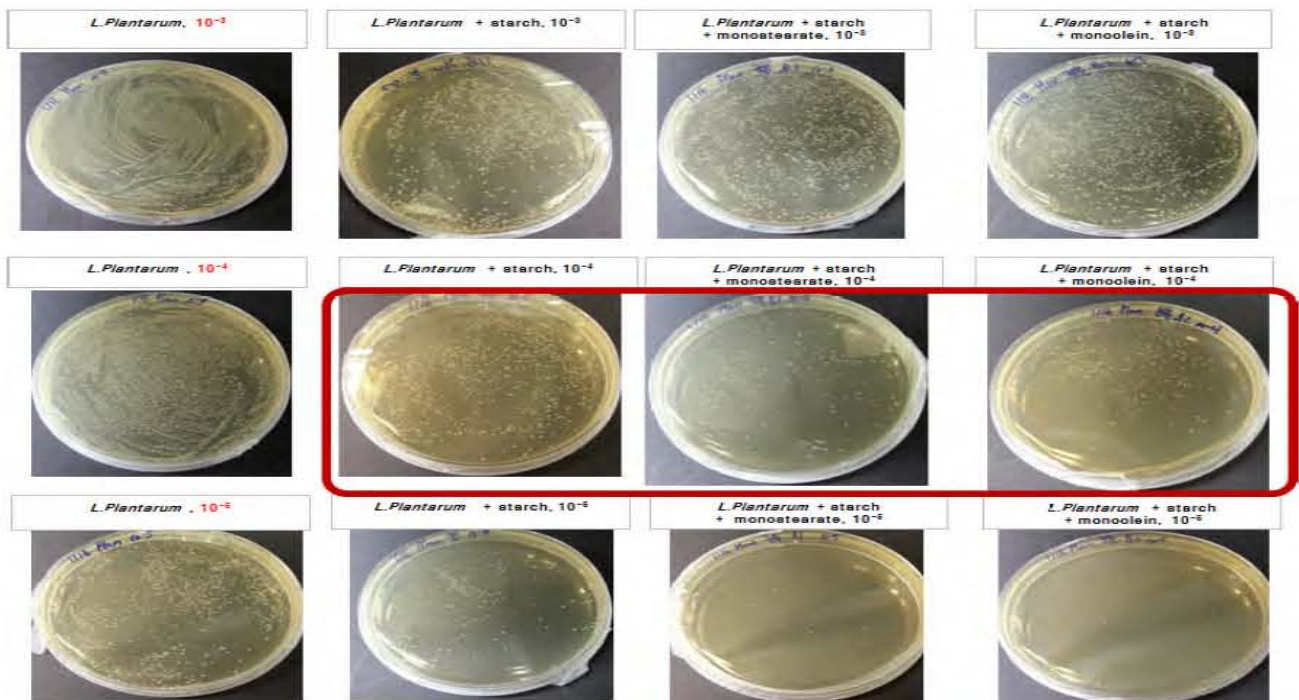 L.Plantarum, 10⁻³
L.Plantarum + starch, 10⁻³
L.Plantarum + starch
+ monostearate, 10⁻³
L.Plantarum + starch
+ monoolein, 10⁻³
L.Plantarum , 10⁻⁴
L.Plantarum + starch, 10⁻⁴
L.Plantarum + starch
+ monostearate, 10⁻⁴
L.Plantarum + starch
+ monoolein, 10⁻⁴
L.Plantarum , 10⁻⁵
L.Plantarum + starch, 10⁻⁵
L.Plantarum + starch
+ monostearate, 10⁻⁵
L.Plantarum + starch
+ monoolein, 10⁻⁵